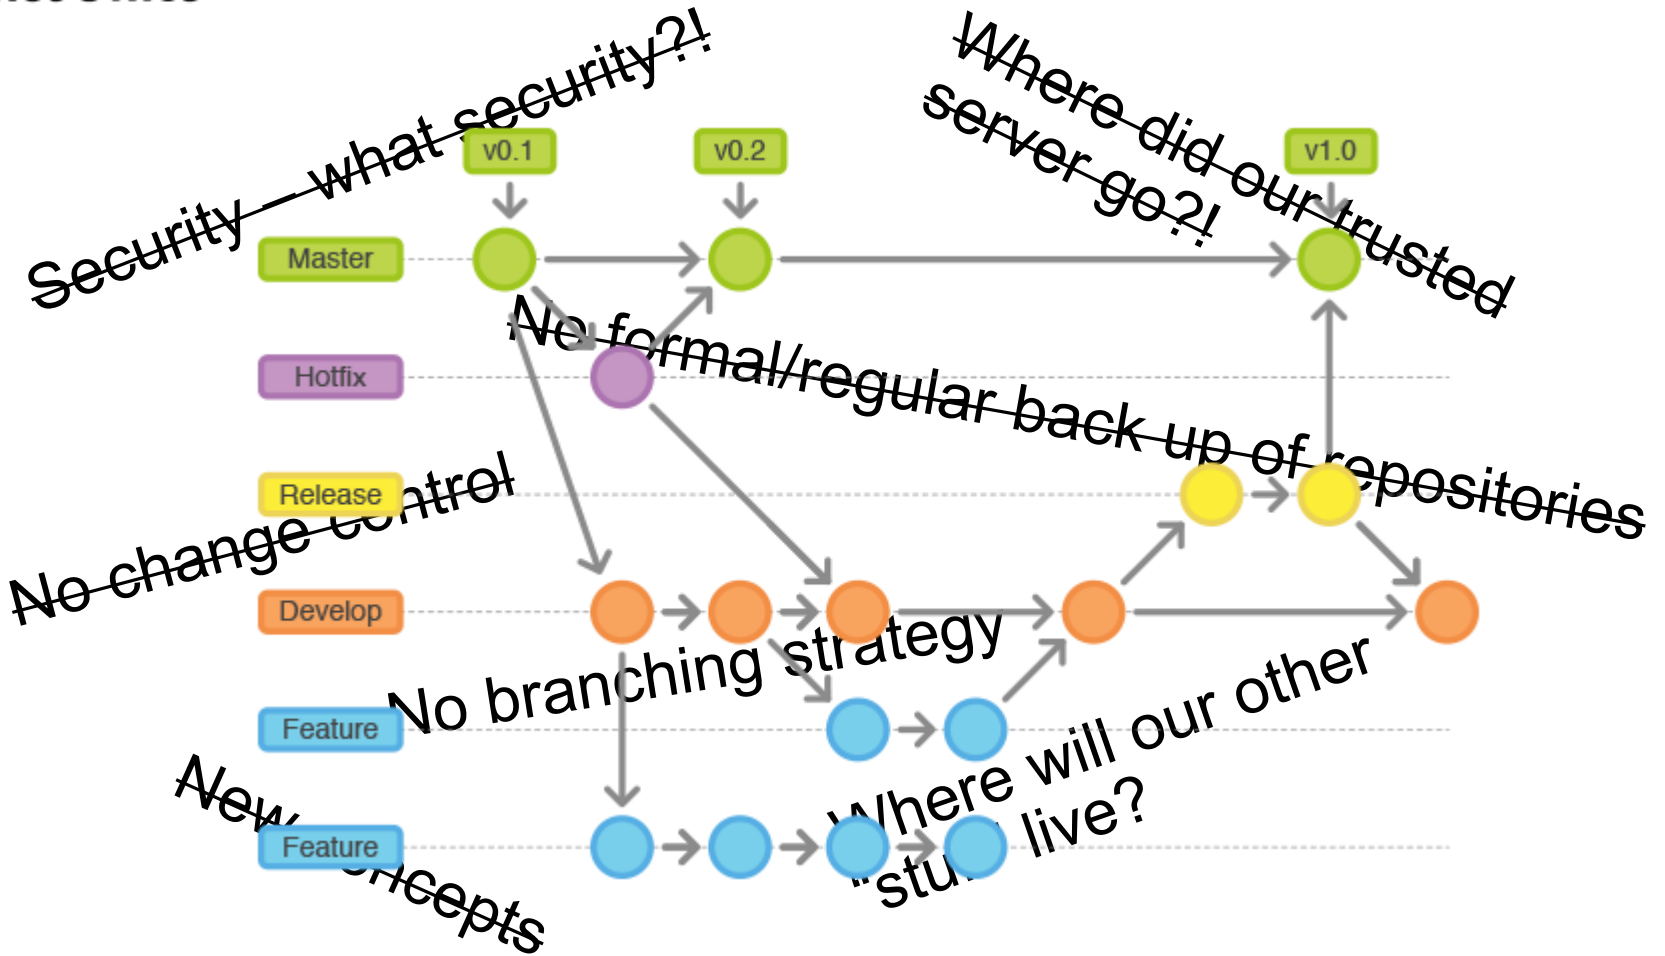 Security – what security?!
Where did our trusted
server go?!
v0.1
v0.2
v1.0
Master
No formal/regular back up of repositories
Hotfix
Release
No change control
Develop
No branching strategy
Feature
Where will our other
live?
New
Feature